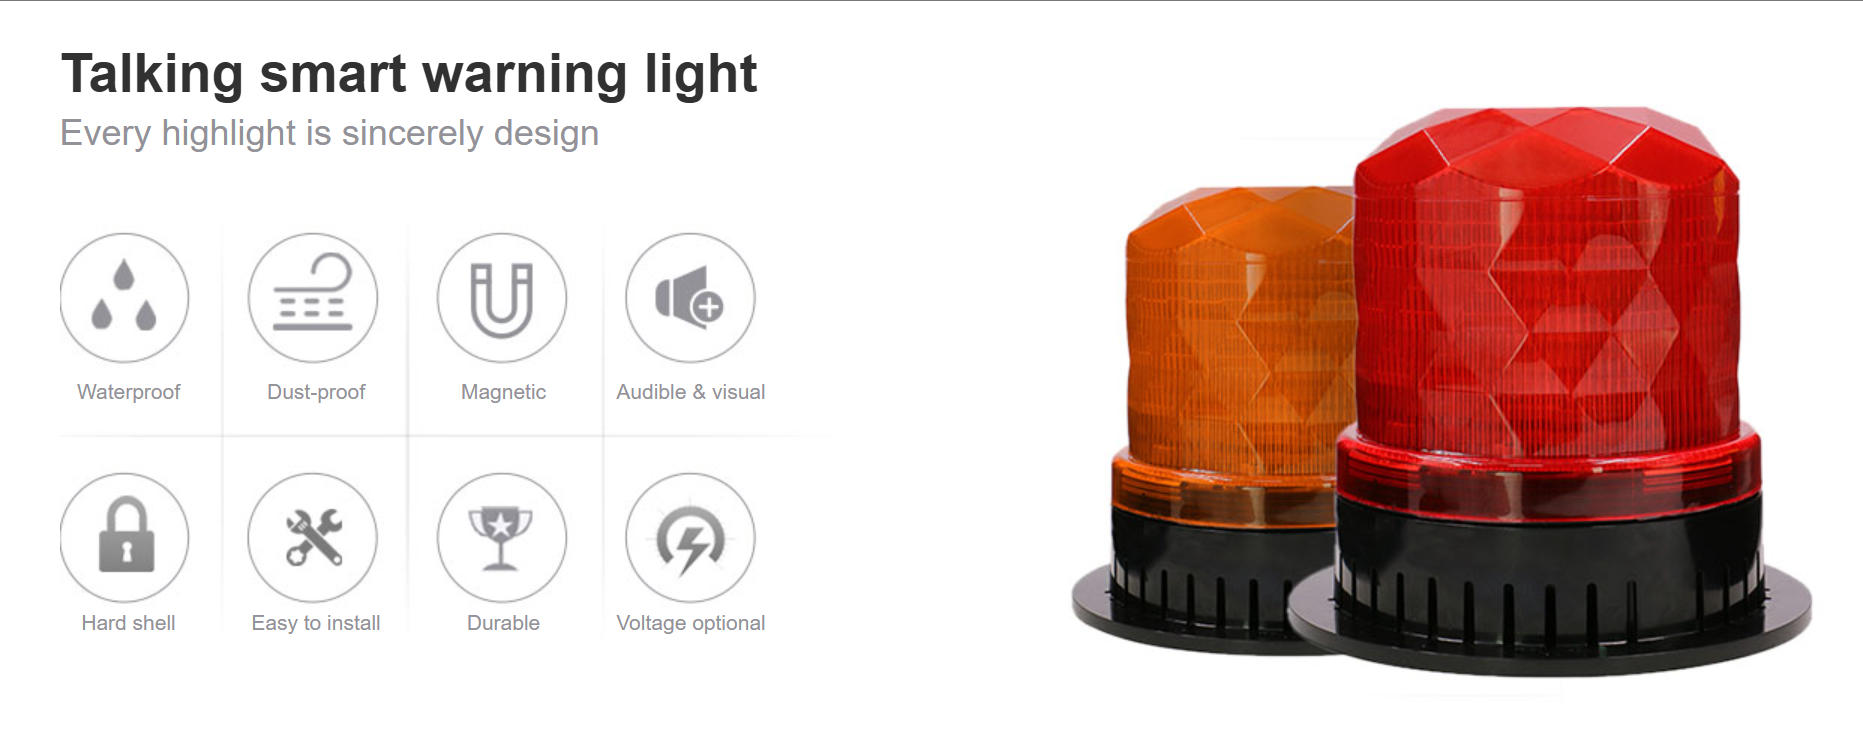 Talking smart warning light
Every highlight is sincerely design
Waterproof
Dust-proof
Magnetic
Audible & visual
Hard shell
Easy to install
Durable
Voltage optional